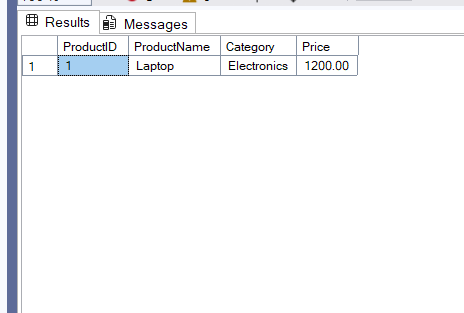 Results Messages
ProductID ProductName Category Price
1 1 Laptop Electronics 1200.00